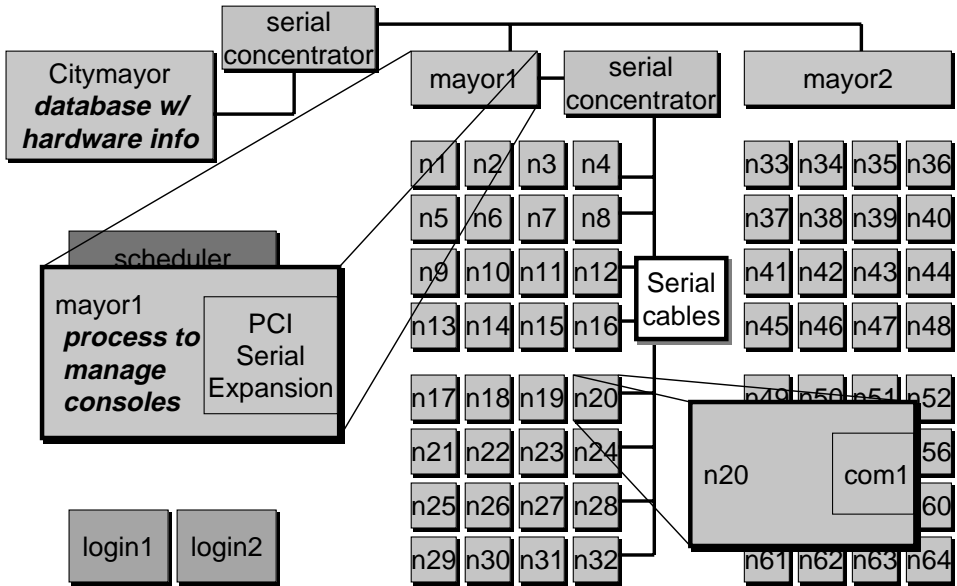 serial
concentrator
Citymayor
database w/
hardware info
mayor1
serial
concentrator
mayor2
n1 n2 n3 n4
n5 n6 n7 n8
n9 n10 n11 n12
n13 n14 n15 n16
Serial
cables
n17 n18 n19 n20
n21 n22 n23 n24
n25 n26 n27 n28
n29 n30 n31 n32
n33 n34 n35 n36
n37 n38 n39 n40
n41 n42 n43 n44
n45 n46 n47 n48
n49 n50 n51 n52
56
60
n61 n62 n63 n64
scheduler
mayor1
process to
manage
consoles
PCI
Serial
Expansion
n20
com1
login1 login2